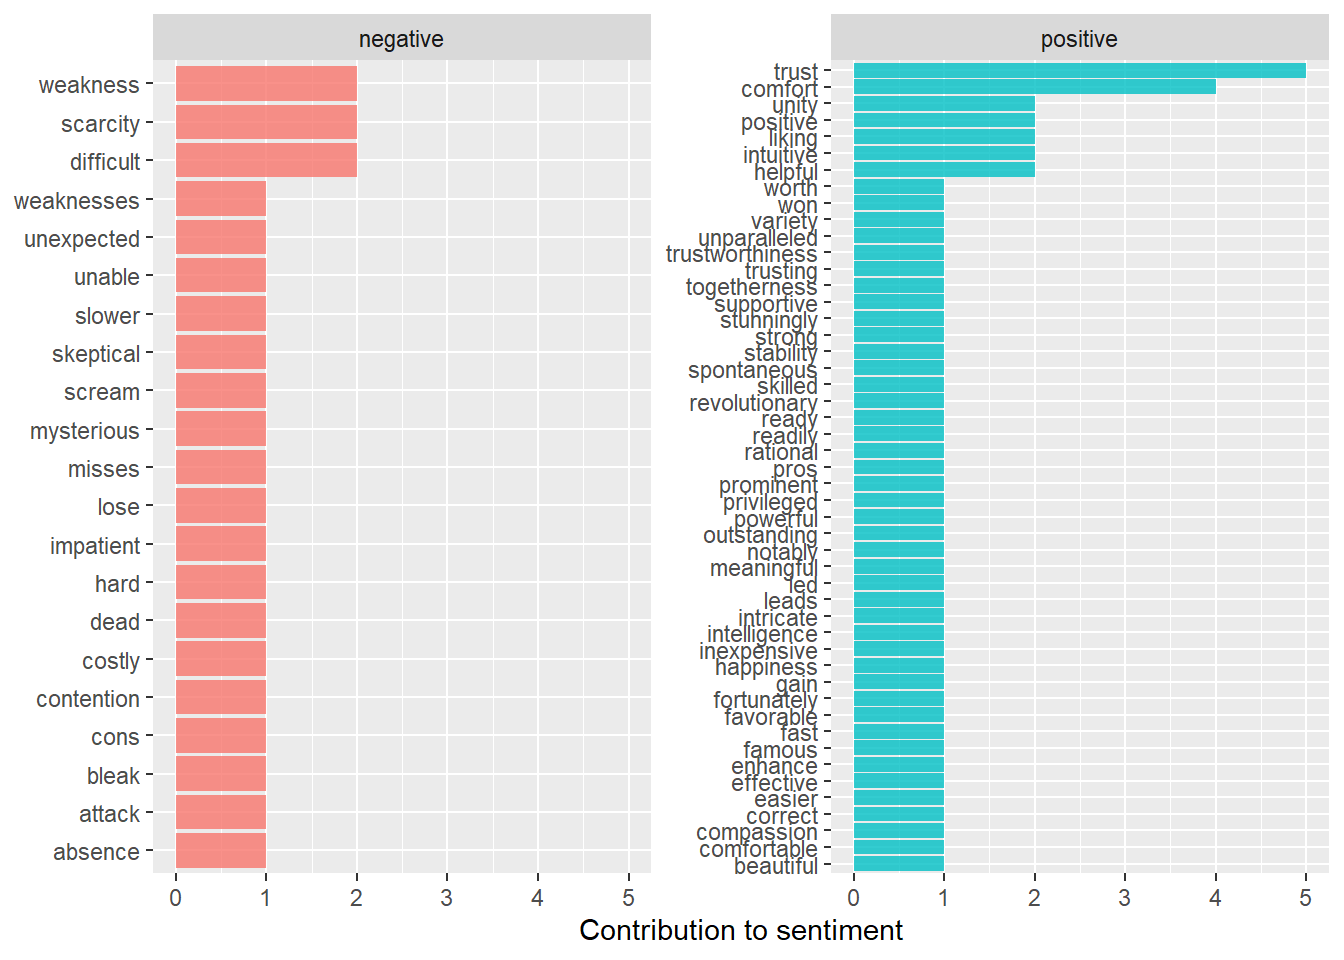 negative
weakness
scarcity
difficult
weaknesses
unexpected
unable
slower
skeptical
scream
mysterious
misses
lose
impatient
hard
dead
costly
contention
cons
bleak
attack
absence
0 1 2 3 4 5
positive
trust
comfort
unity
positive
liking
intuitive
helpful
worth
won
variety
unparalleled
trustworthiness
trusting
togetherness
supportive
stunningly
strong
stability
spontaneous
skilled
revolutionary
ready
readily
rational
pros
prominent
privileged
powerful
outstanding
notably
meaningful
led
leads
intricate
intelligence
inexpensive
happiness
gain
fortunately
favorable
fast
famous
enhance
effective
easier
correct
compassion
comfortable
beautiful
0 1 2 3 4 5
Contribution to sentiment